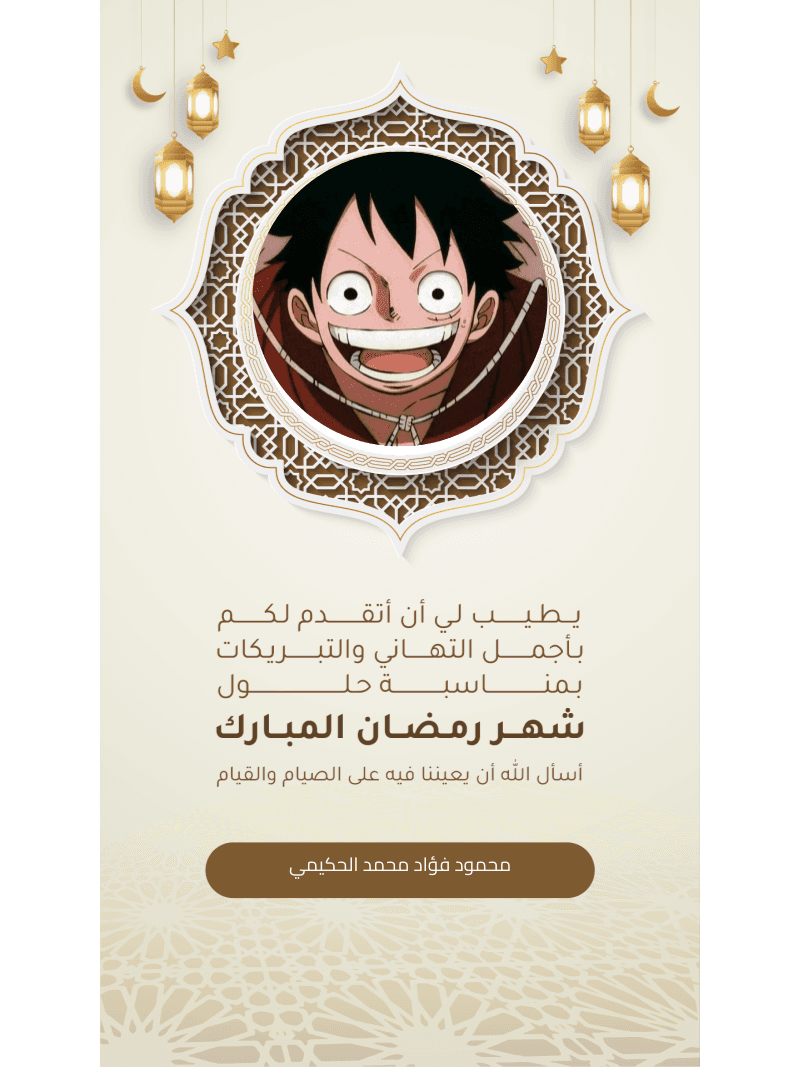 يطيب لي أن أتقدم لكم
بأجمل التهاني والتبريكات
بمناسبة حلول
شهر رمضان المبارك
أسأل الله أن يعيننا فيه على الصيام والقيام
محمود فؤاد محمد الحكيمي